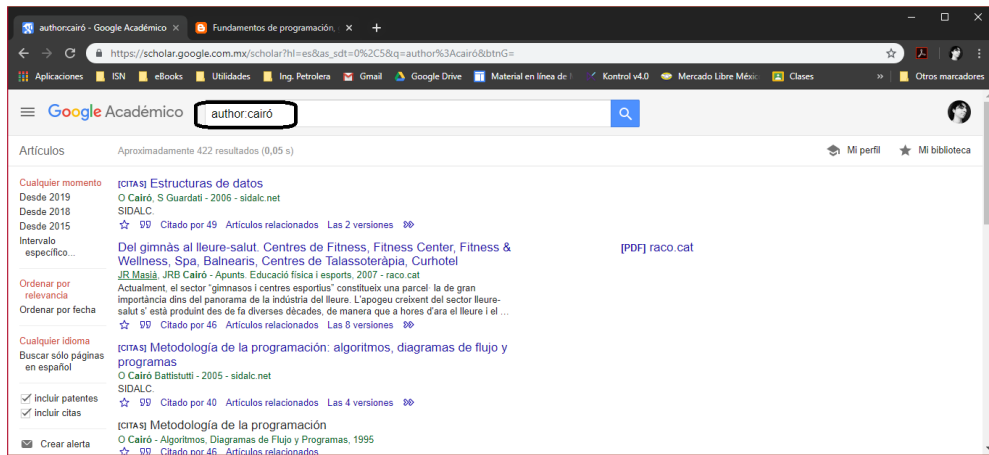 author:cairó - Google Académico
Fundamentos de programación,
https://scholar.google.com.mx/scholar?hl=es&as_sdt=0%2C5&q=author%3Acairó&btnG=
Aplicaciones ISN eBooks Utilidades Ing. Petrolera Gmail Google Drive Material en línea de Kontrol v4.0 Mercado Libre Méxic Clases » Otros marcadores
Google Académico author:cairó
Artículos Aproximadamente 422 resultados (0,05 s) Mi perfil Mi biblioteca
Cualquier momento
Desde 2019
Desde 2018
Desde 2015
Intervalo
específico...
Ordenar por
relevancia
Ordenar por fecha
Cualquier idioma
Buscar sólo páginas
en español
incluir patentes
incluir citas
Crear alerta
[CITAS] Estructuras de datos
O Cairó, S Guardati - 2006 - sidalc.net
SIDALC.
Citado por 49 Artículos relacionados Las 2 versiones
Del gimnàs al lleure-salut. Centres de Fitness, Fitness Center, Fitness &
Wellness, Spa, Balnearis, Centres de Talassoteràpia, Curhotel
[PDF] raco.cat
JR Masià, JRB Cairó - Apunts. Educació física i esports, 2007 - raco.cat
Actualment, el sector "gimnasos i centres esportius" constitueix una parcel· la de gran
importància dins del panorama de la indústria del lleure. L'apogeu creixent del sector lleure-
salut s' està produint des de fa diverses dècades, de manera que a hores d'ara el lleure i el ...
Citado por 46 Artículos relacionados Las 8 versiones
[CITAS] Metodología de la programación: algoritmos, diagramas de flujo y
programas
O Cairó Battistutti - 2005 - sidalc.net
SIDALC.
Citado por 40 Artículos relacionados Las 4 versiones
[CITAS] Metodología de la programación
O Cairó - Algoritmos, Diagramas de Flujo y Programas, 1995
Citado por 46 Artículos relacionados